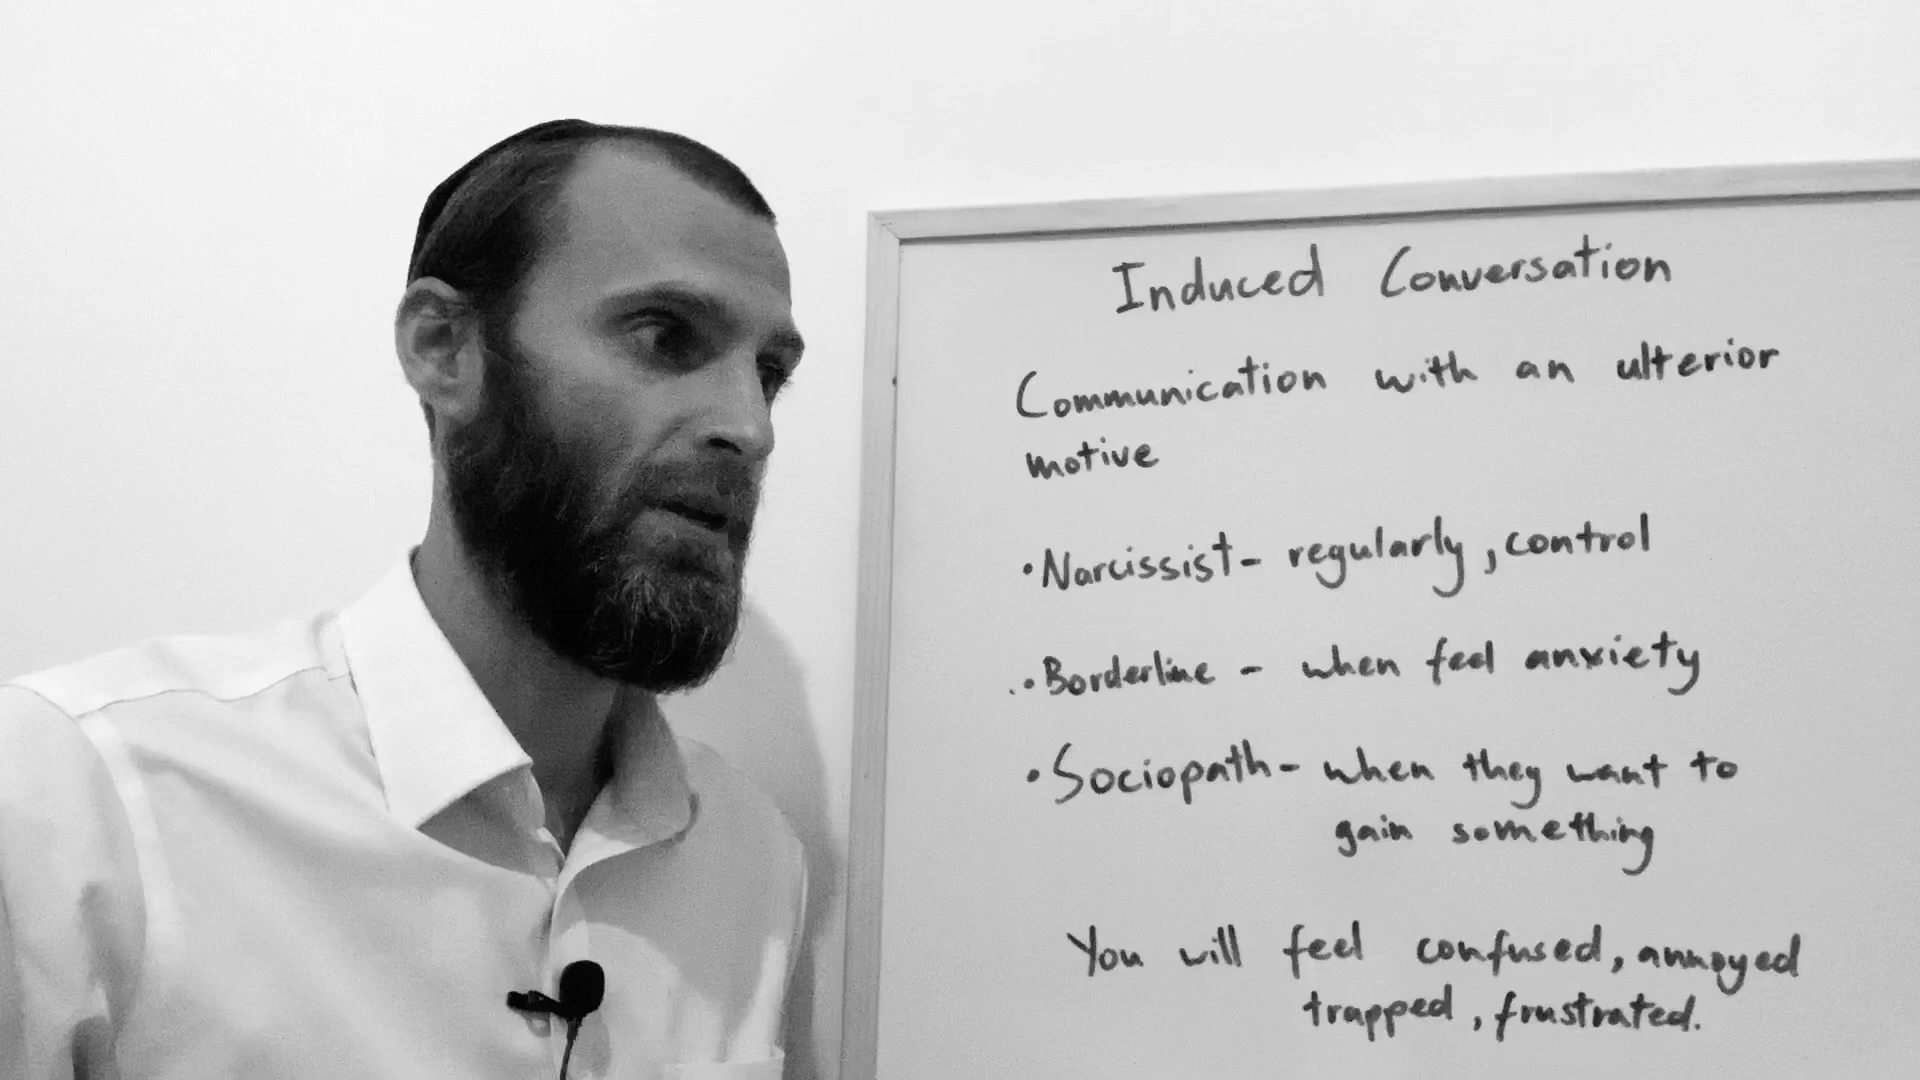 Induced Conversation
Communication with an ulterior
motive
•Narcissist- regularly, control
•Borderline - when feel anxiety
•Sociopath- when they want to
gain something
You will feel confused, annoyed
trapped, frustrated.